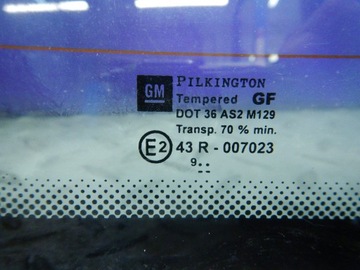 GM PILKINGTON
Tempered GF
DOT 36 AS2 M129
Transp. 70 % min.
E2 43 R - 007023
9..